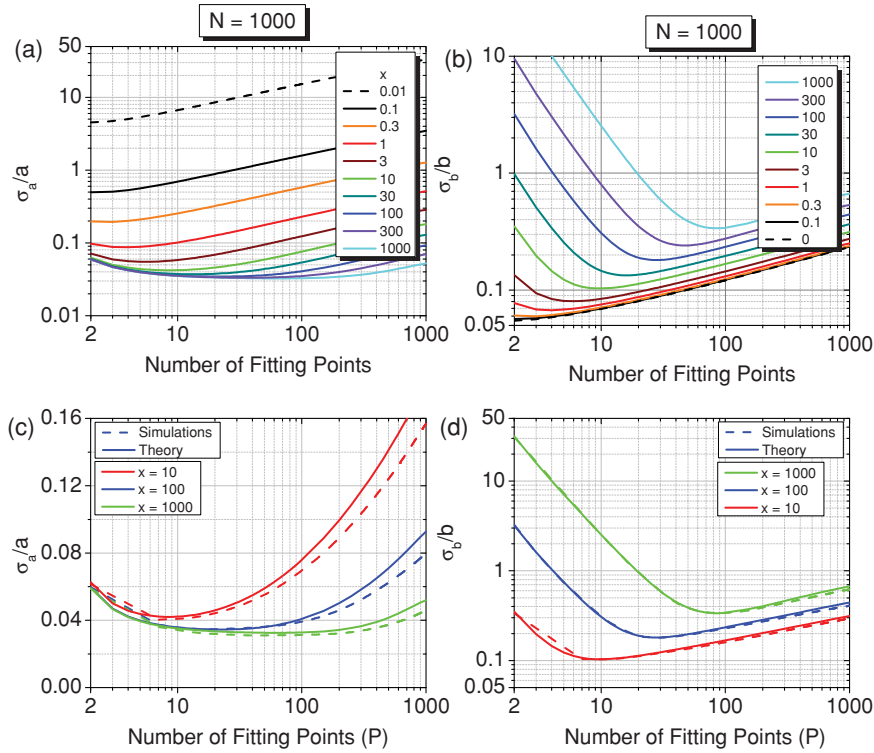 N = 1000
N = 1000
(a)
50
10
1
0.1
0.01
σa/a
x
0.01
0.1
0.3
1
3
10
30
100
300
1000
2
10
100
1000
Number of Fitting Points
(b)
10
1
0.1
0.05
σb/b
1000
300
100
30
10
3
1
0.3
0.1
0
2
10
100
1000
Number of Fitting Points
(c)
0.16
0.12
0.08
0.04
0.00
σa/a
Simulations
Theory
x = 10
x = 100
x = 1000
2
10
100
1000
Number of Fitting Points (P)
(d)
50
10
1
0.1
0.05
σb/b
Simulations
Theory
x = 1000
x = 100
x = 10
2
10
100
1000
Number of Fitting Points (P)